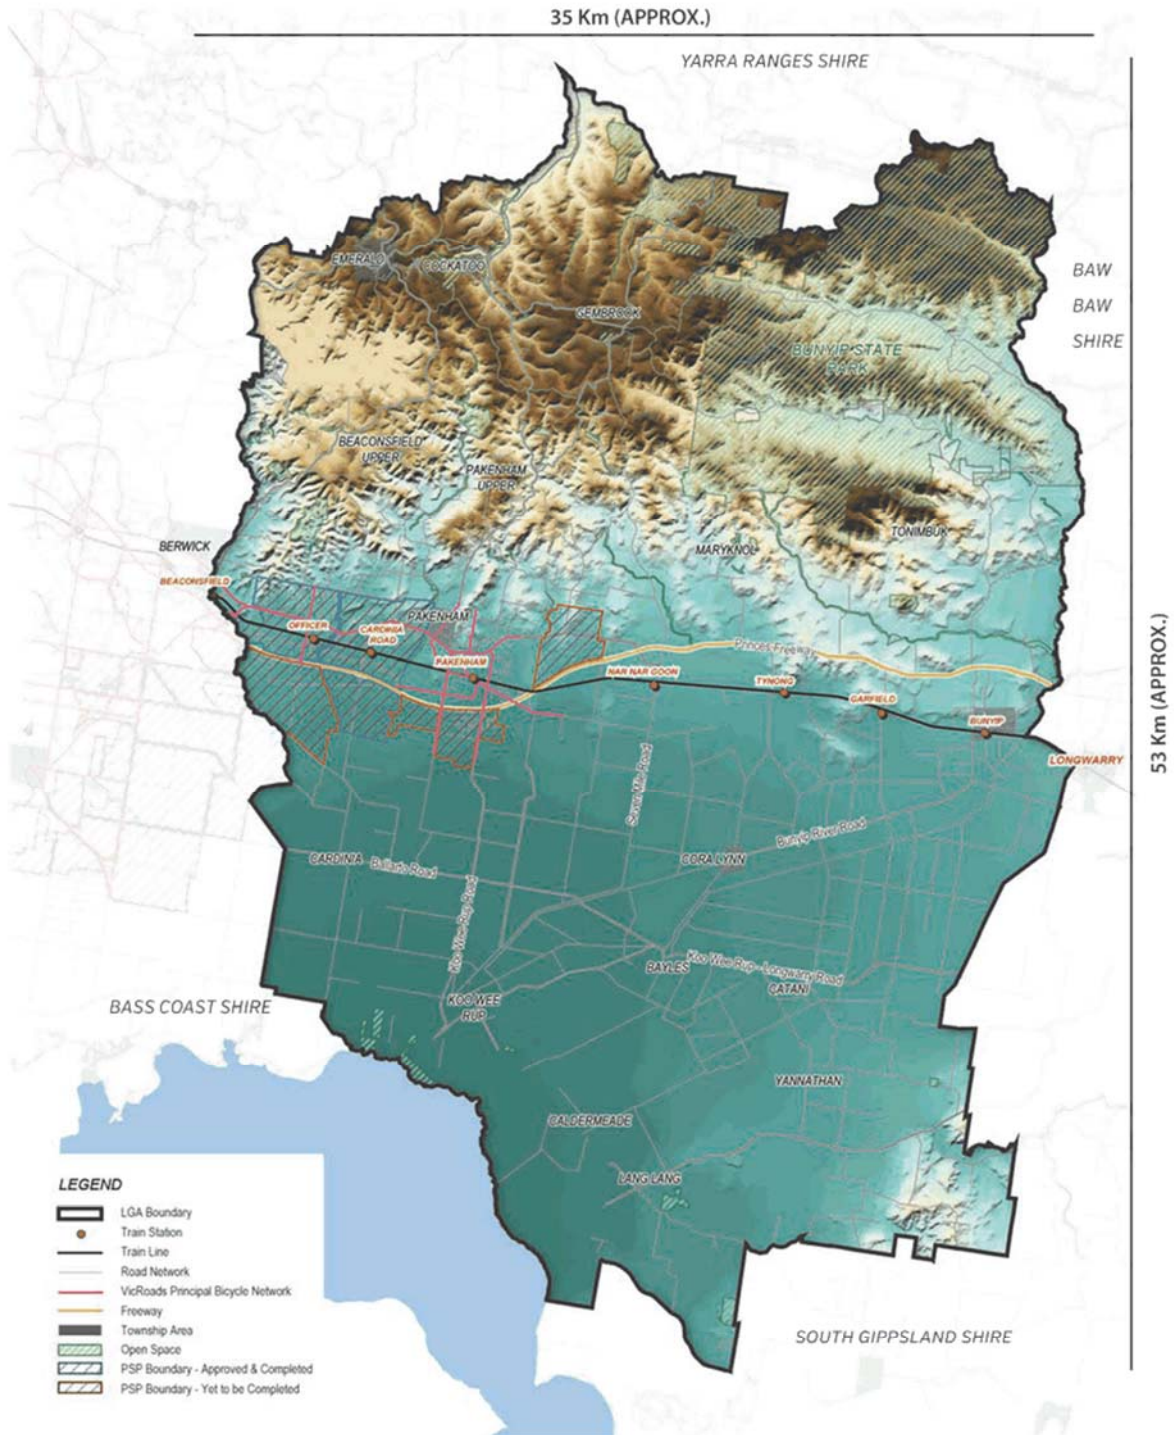 35 Km (APPROX.)
YARRA RANGES SHIRE
EMERALD
COCKATOO
GEMBROOK
BAW
BAW
SHIRE
BUNYIP STATE
PARK
BEACONSFIELD
UPPER
PAKENHAM
UPPER
TONIMBUK
MARYKNOL
BERWICK
BEACONSFIELD
PAKENHAM
OFFICER
CARDINIA
ROAD
PAKENHAM
Princes Freeway
NAN NAR GOON
TYNONG
GARFIELD
BUNYIP
LONGWARRY
53 Km (APPROX.)
Seven Mile Road
Bunyip River Road
CARDINIA
Ballarto Road
CORA LYNN
Koo Wee Rup Road
BAYLES
Koo Wee Rup - Longwarry Road
CATANI
KOO WEE
RUP
BASS COAST SHIRE
YANNATHAN
CALDERMEADE
LANG LANG
SOUTH GIPPSLAND SHIRE
LEGEND
LGA Boundary
Train Station
Train Line
Road Network
VicRoads Principal Bicycle Network
Freeway
Township Area
Open Space
PSP Boundary - Approved & Completed
PSP Boundary - Yet to be Completed